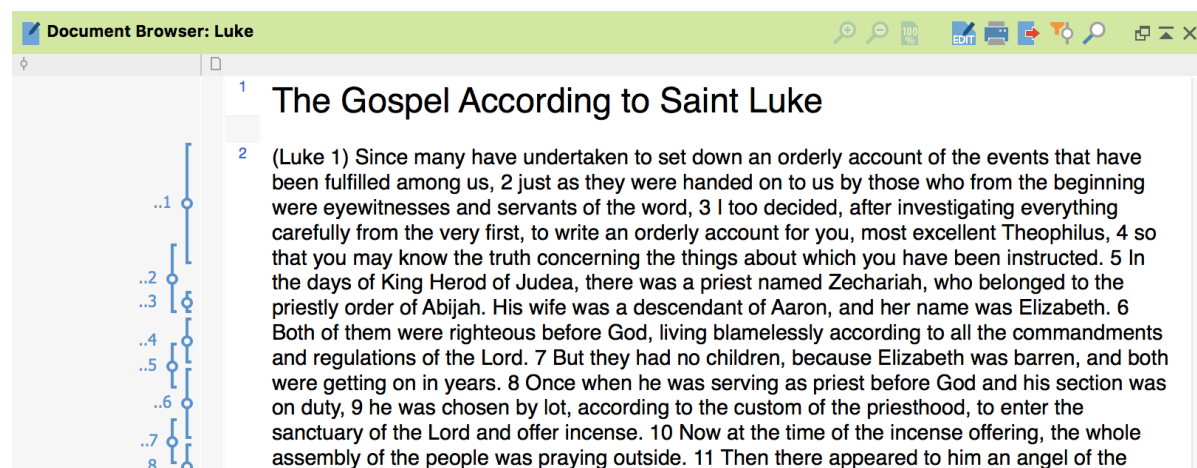 Document Browser: Luke
100 %
EDIT
1
The Gospel According to Saint Luke
2
(Luke 1) Since many have undertaken to set down an orderly account of the events that have
been fulfilled among us, 2 just as they were handed on to us by those who from the beginning
..1
were eyewitnesses and servants of the word, 3 I too decided, after investigating everything
carefully from the very first, to write an orderly account for you, most excellent Theophilus, 4 so
that you may know the truth concerning the things about which you have been instructed. 5 In
..2
the days of King Herod of Judea, there was a priest named Zechariah, who belonged to the
..3
priestly order of Abijah. His wife was a descendant of Aaron, and her name was Elizabeth. 6
..4
Both of them were righteous before God, living blamelessly according to all the commandments
..5
and regulations of the Lord. 7 But they had no children, because Elizabeth was barren, and both
were getting on in years. 8 Once when he was serving as priest before God and his section was
..6
on duty, 9 he was chosen by lot, according to the custom of the priesthood, to enter the
..7
sanctuary of the Lord and offer incense. 10 Now at the time of the incense offering, the whole
..8
assembly of the people was praying outside. 11 Then there appeared to him an angel of the